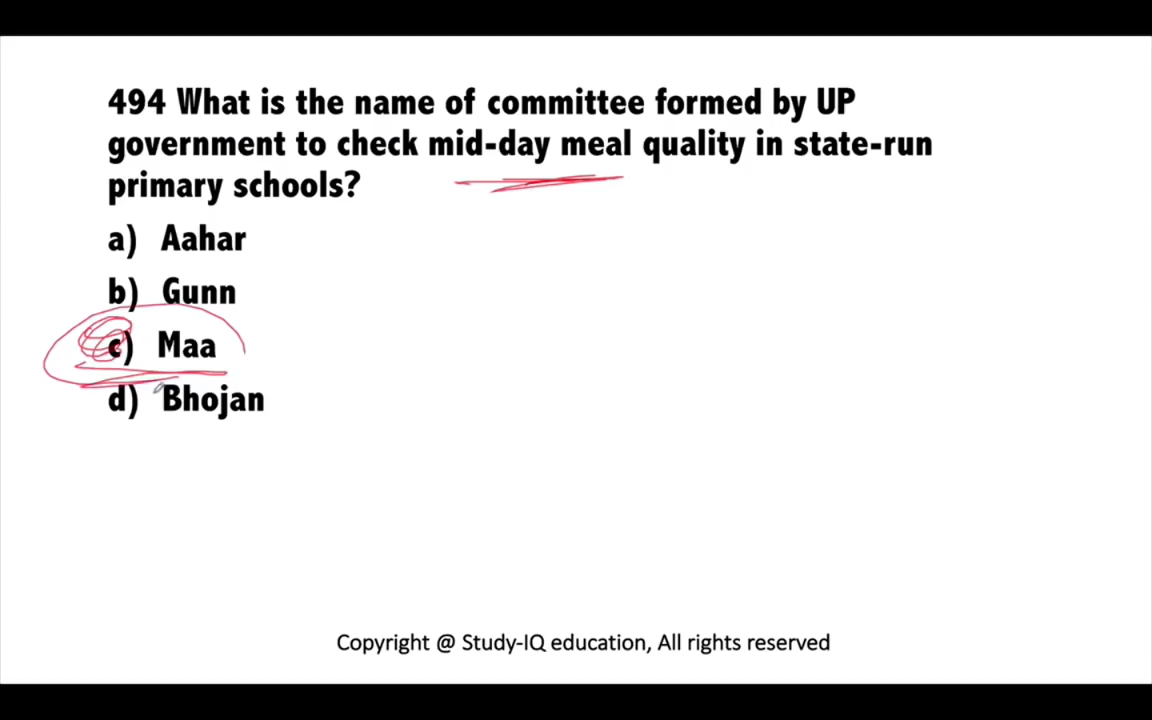 494 What is the name of committee formed by UP
government to check mid-day meal quality in state-run
primary schools?
a) Aahar
b) Gunn
c) Maa
d) Bhojan
Copyright @ Study-IQ education, All rights reserved